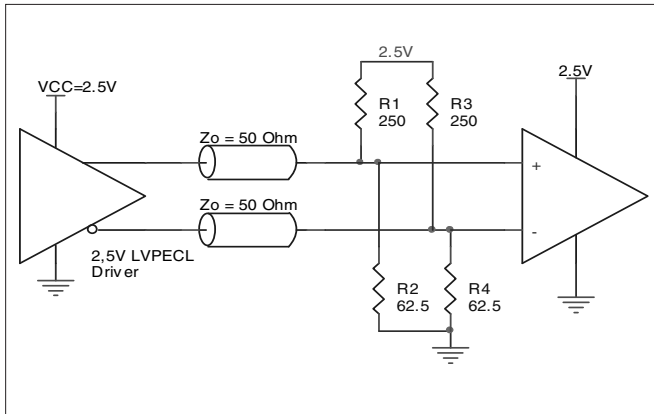 2.5V
VCC=2.5V
2.5V
R1
250
R3
250
Zo = 50 Ohm
+
Zo = 50 Ohm
-
2,5V LVPECL
Driver
R2
62.5
R4
62.5